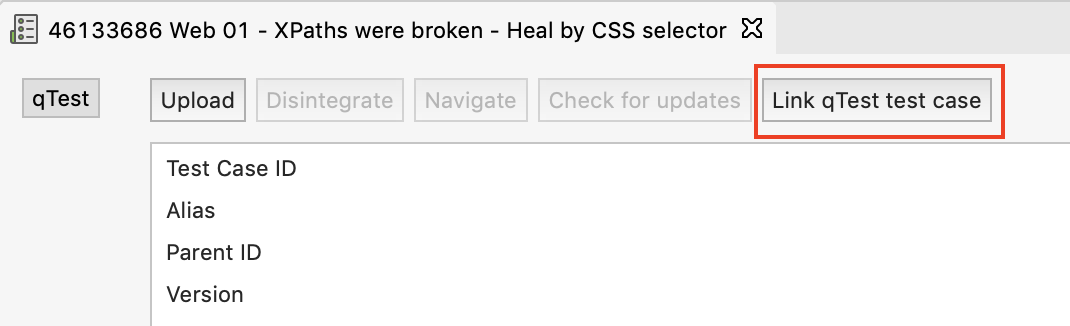 46133686 Web 01 - XPaths were broken - Heal by CSS selector
qTest Upload Disintegrate Navigate Check for updates Link qTest test case
Test Case ID
Alias
Parent ID
Version